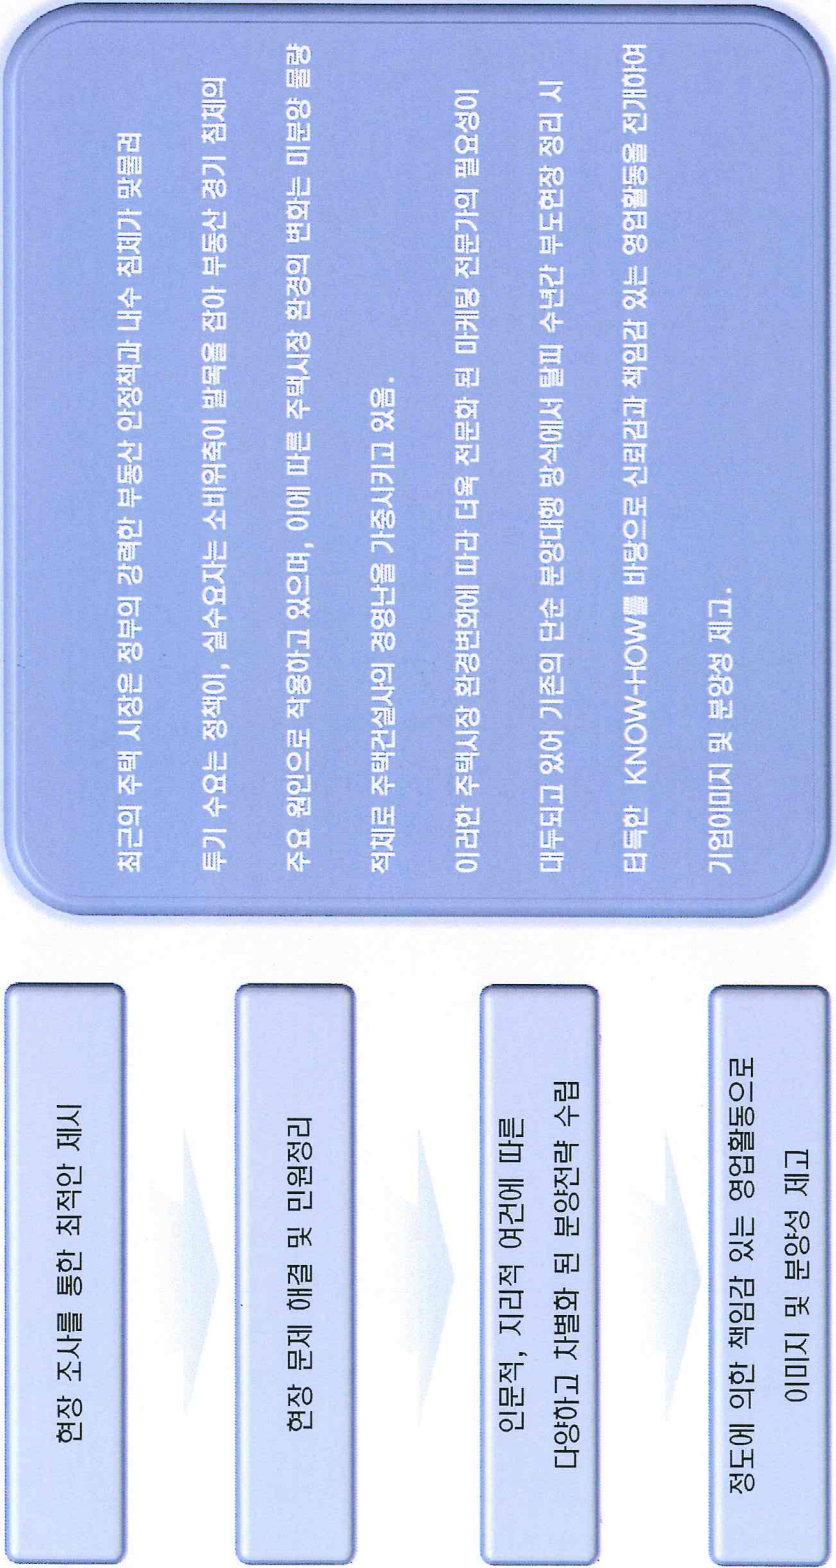 현장 조사를 통한 최적안 제시
현장 문제 해결 및 민원정리
인문적, 지리적 여건에 따른
다양하고 차별화 된 분양전략 수립
정도에 의한 책임감 있는 영업활동으로
이미지 및 분양성 제고
최근의 주택 시장은 정부의 강력한 부동산 안정책과 내수 침체가 맞물려
투기 수요는 정책이, 실수요자는 소비위축이 발목을 잡아 부동산 경기 침체의
주요 원인으로 작용하고 있으며, 이에 따른 주택시장 환경의 변화는 미분양 물량
적체로 주택건설사의 경영난을 가중시키고 있음.
이러한 주택시장 환경변화에 따라 더욱 전문화 된 마케팅 전문가의 필요성이
대두되고 있어 기존의 단순 분양대행 방식에서 탈피 수년간 부도현장 정리 시
터득한 KNOW-HOW를 바탕으로 신뢰감과 책임감 있는 영업활동을 전개하여
기업이미지 및 분양성 제고.